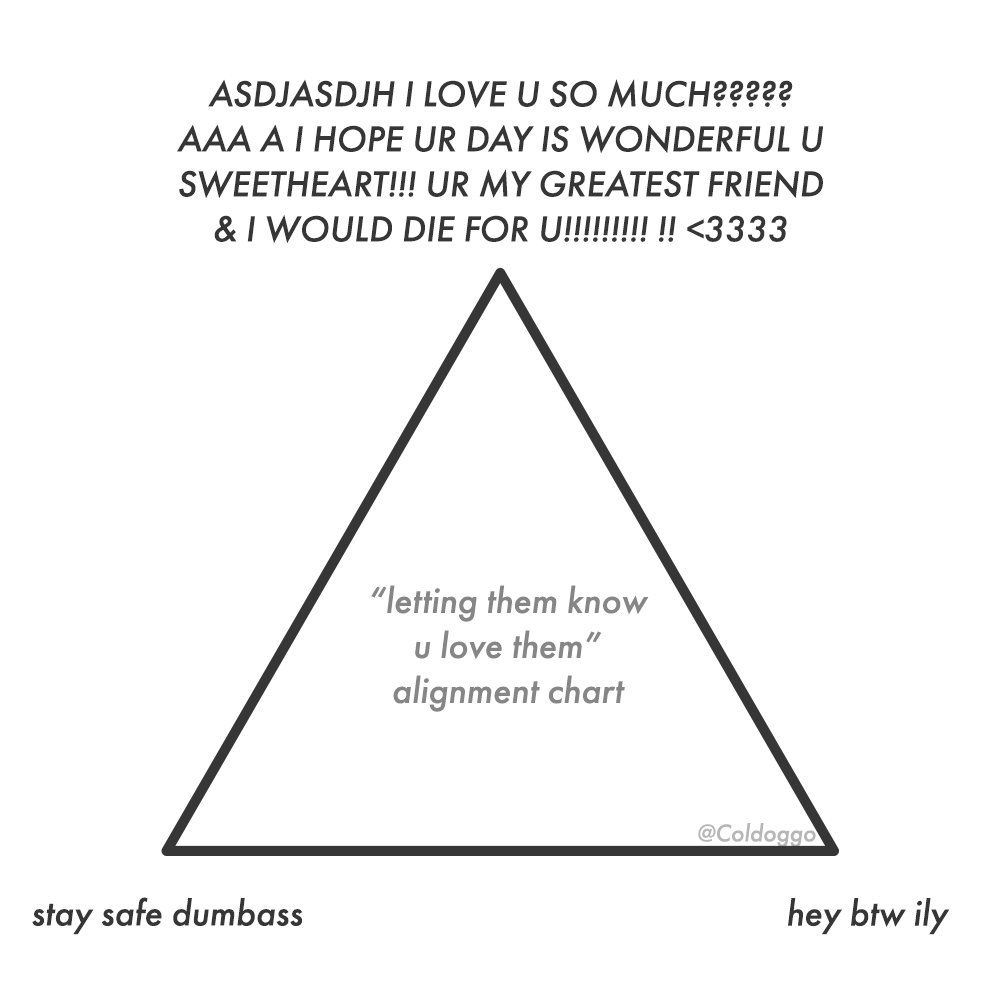 ASDJASDJH I LOVE U SO MUCH?????
AAA A I HOPE UR DAY IS WONDERFUL U
SWEETHEART!!! UR MY GREATEST FRIEND
& I WOULD DIE FOR U!!!!!!!!! !! <3333
“letting them know
u love them”
alignment chart
@Coldoggo
stay safe dumbass
hey btw ily